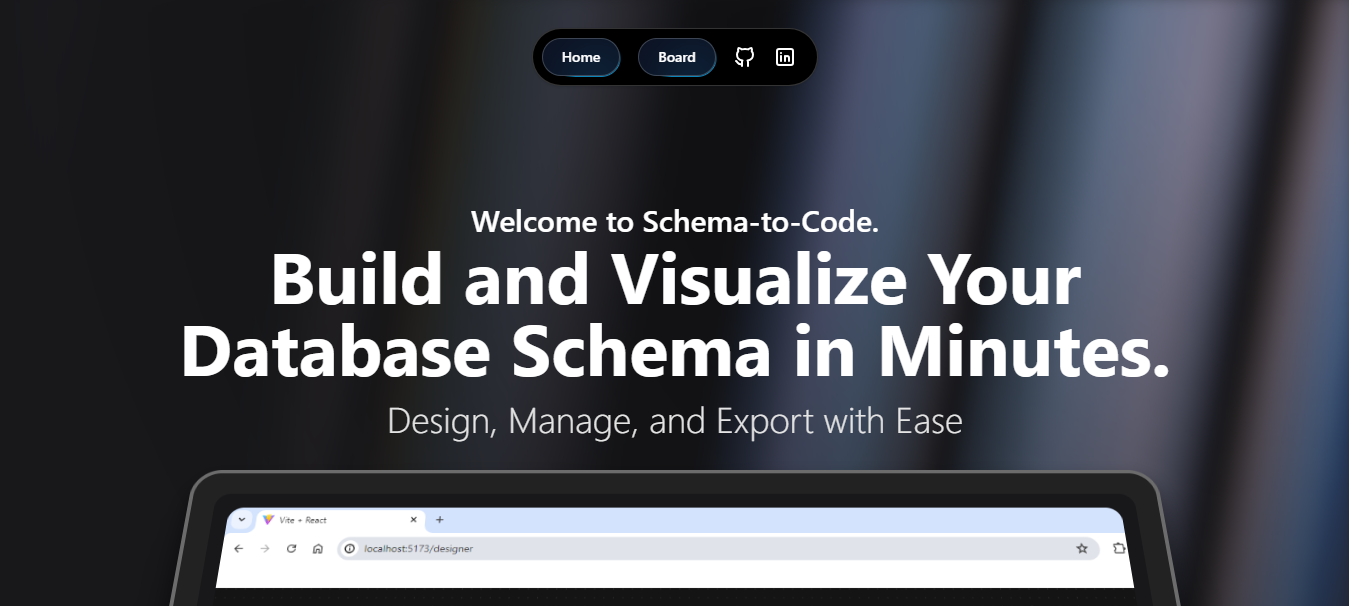 Home Board
Welcome to Schema-to-Code.
Build and Visualize Your
Database Schema in Minutes.
Design, Manage, and Export with Ease
Vite + React
localhost:5173/designer